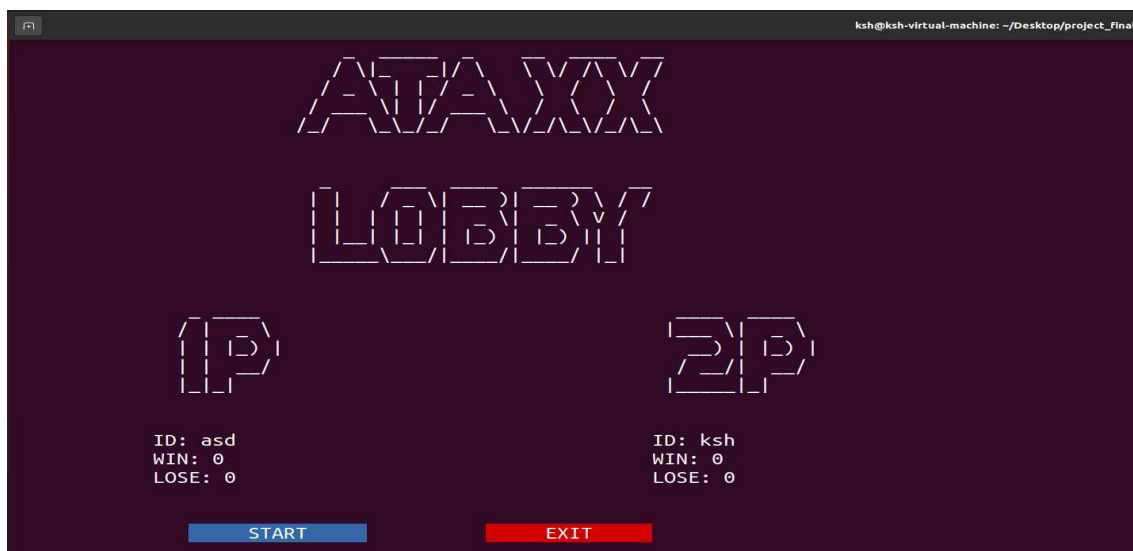 ksh@ksh-virtual-machine: ~/Desktop/project_final
ATAXX
LOBBY
1P 2P
ID: asd ID: ksh
WIN: 0 WIN: 0
LOSE: 0 LOSE: 0
START EXIT